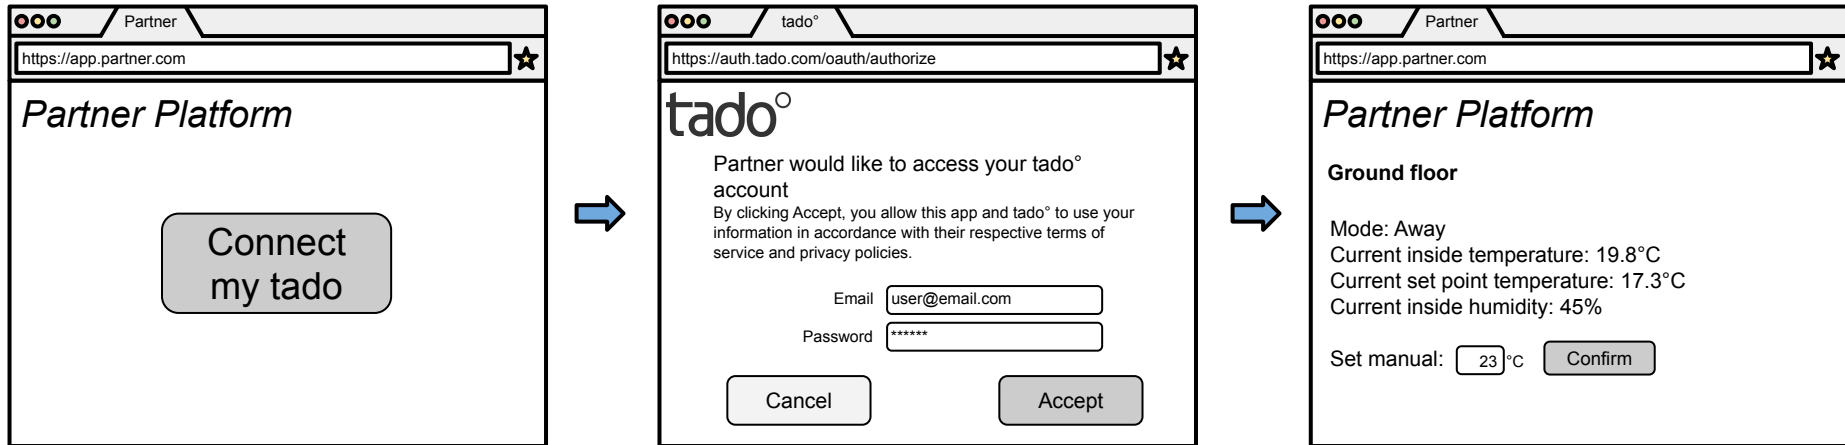 Partner
https://app.partner.com
Partner Platform
Connect
my tado
tado°
https://auth.tado.com/oauth/authorize
tado°
Partner would like to access your tado°
account
By clicking Accept, you allow this app and tado° to use your
information in accordance with their respective terms of
service and privacy policies.
Email user@email.com
Password ******
Cancel Accept
Partner
https://app.partner.com
Partner Platform
Ground floor
Mode: Away
Current inside temperature: 19.8°C
Current set point temperature: 17.3°C
Current inside humidity: 45%
Set manual: 23 °C Confirm